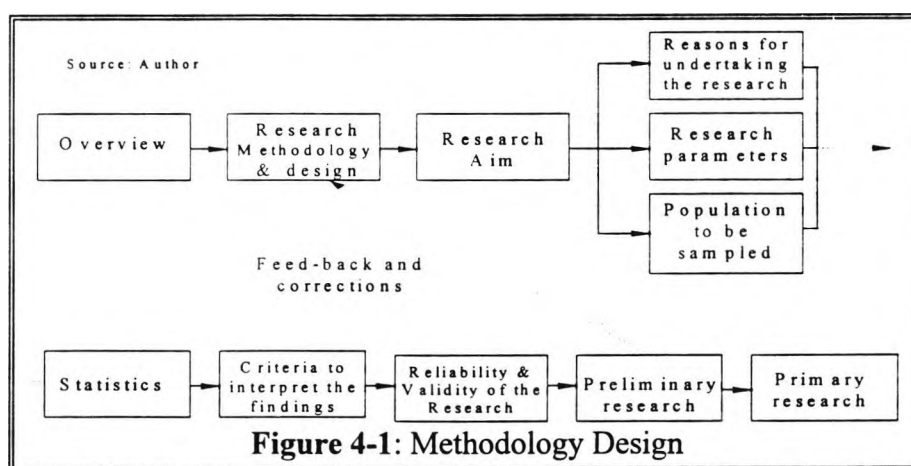 Source: Author
Overview
Research
Methodology
& design
Research
Aim
Reasons for
undertaking
the research
Research
parameters
Population
to be
sampled
Feed-back and
corrections
Statistics
Criteria to
interpret the
findings
Reliability &
Validity of the
Research
Preliminary
research
Primary
research
Figure 4-1: Methodology Design